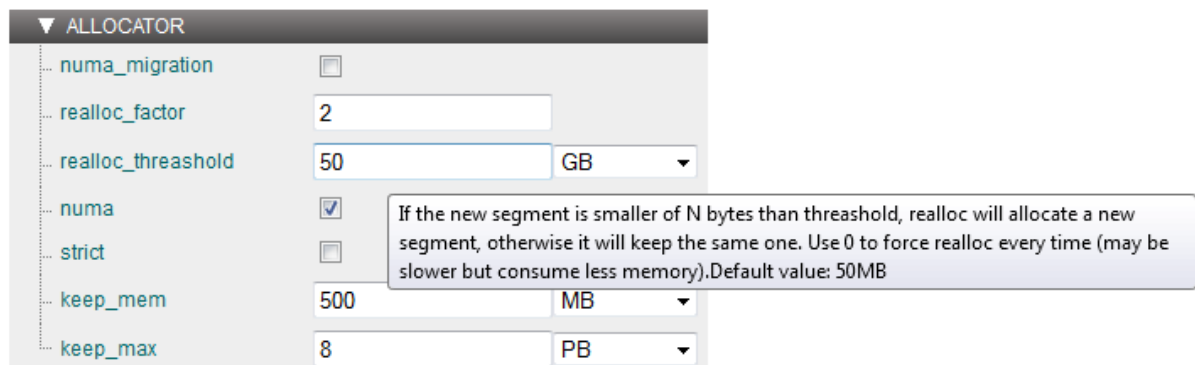 ▼ ALLOCATOR
numa_migration
realloc_factor 2
realloc_threashold 50 GB
numa
If the new segment is smaller of N bytes than threashold, realloc will allocate a new
segment, otherwise it will keep the same one. Use 0 to force realloc every time (may be
slower but consume less memory).Default value: 50MB
strict
keep_mem 500 MB
keep_max 8 PB